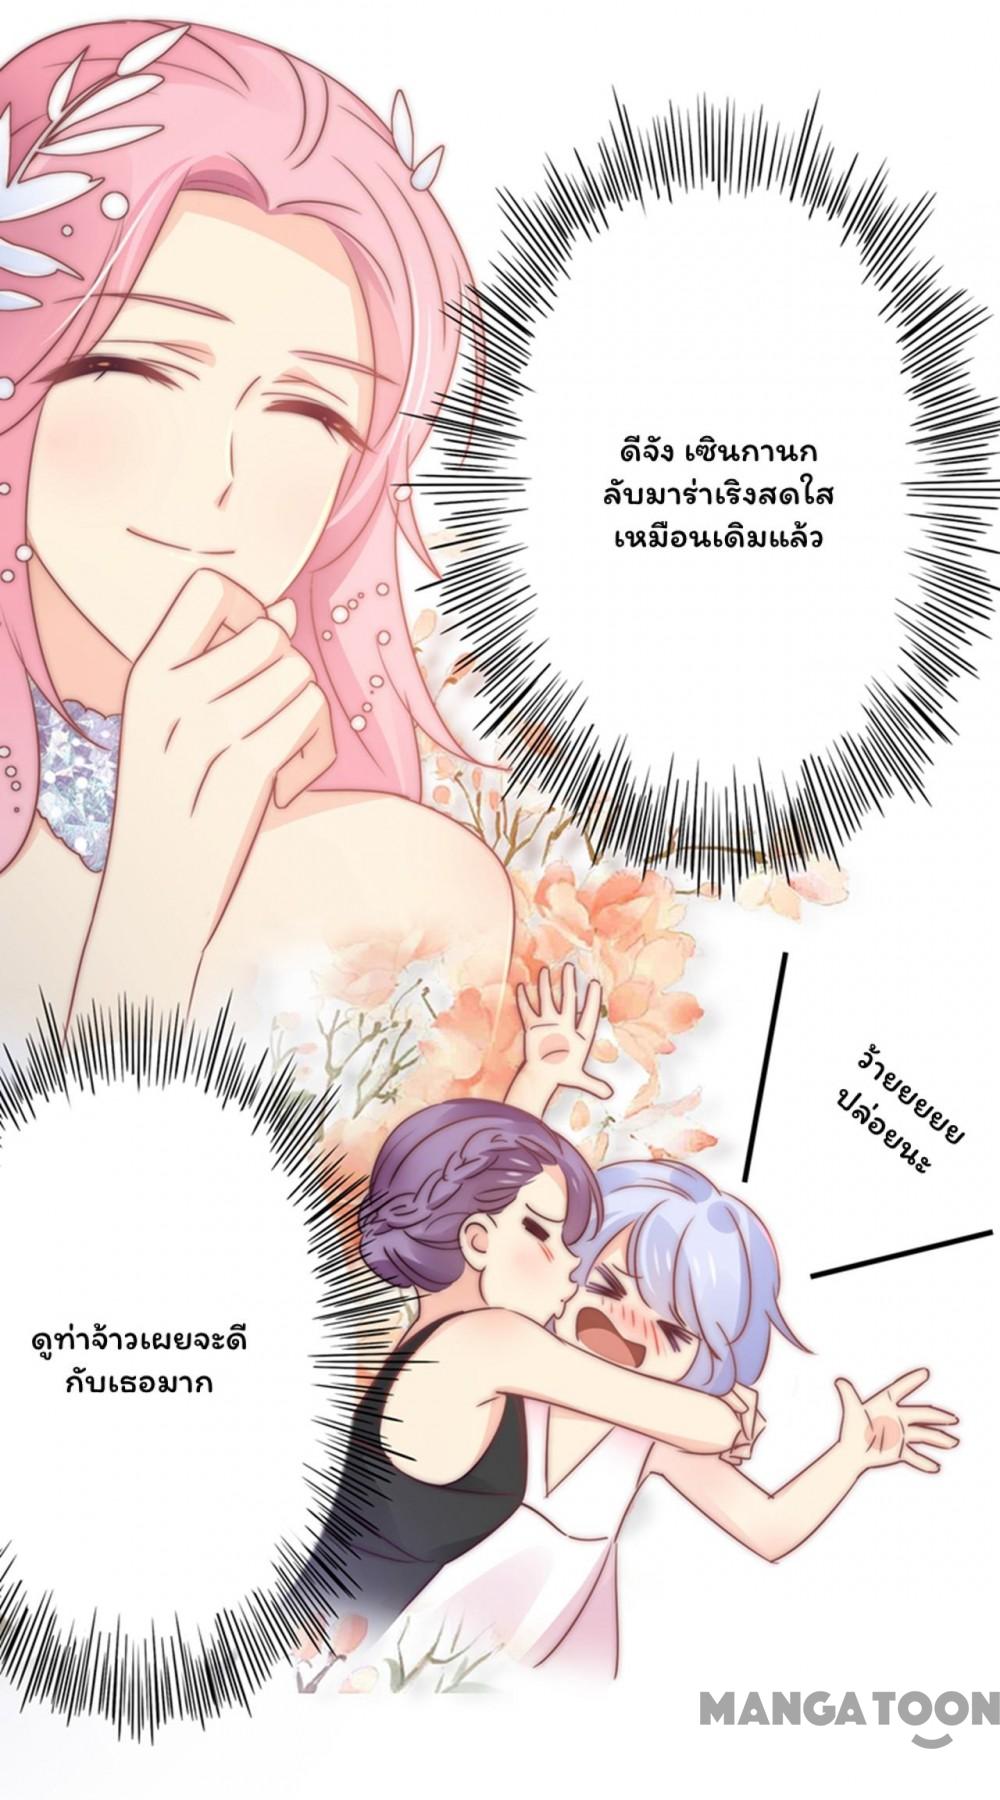 ดีจัง เซินกานก
ลับมาร่าเริงสดใส
เหมือนเดิมแล้ว
ว้ายยยยย
ปล่อยนะ
ดูท่าจ้าวเผยจะดี
กับเธอมาก
MANGATOON